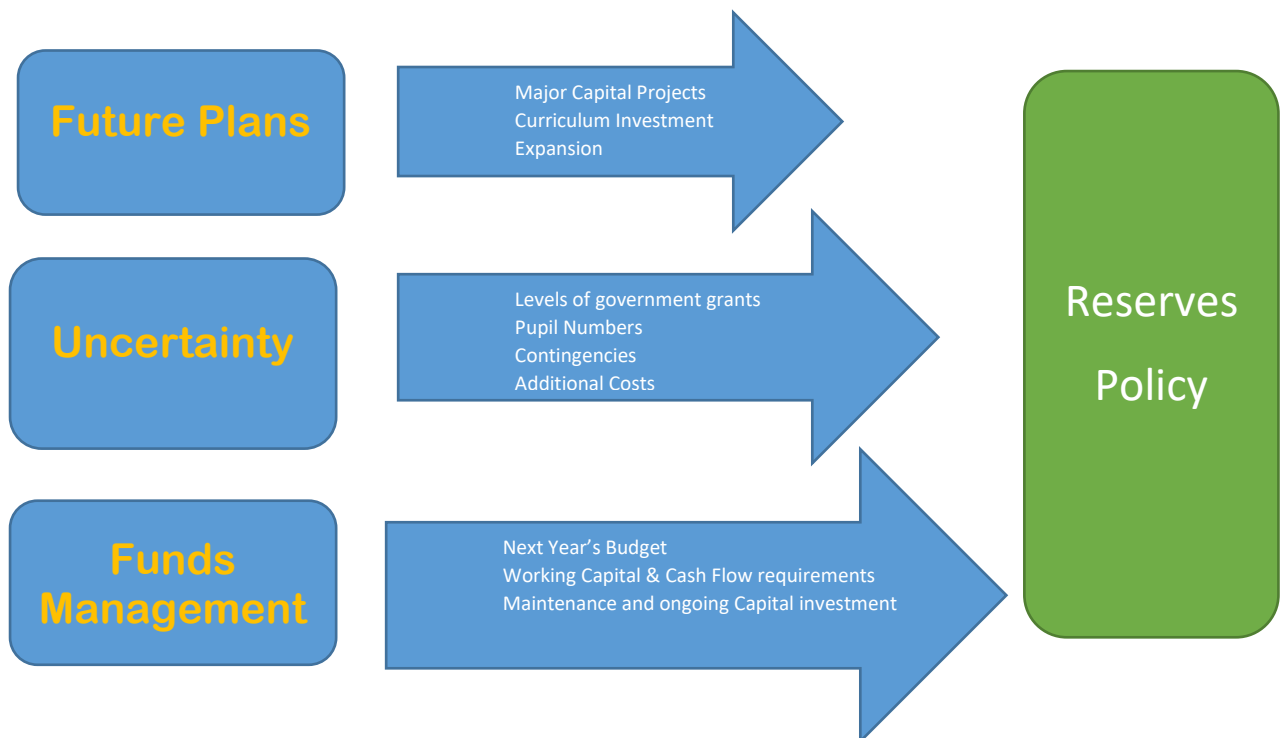 Future Plans
Major Capital Projects
Curriculum Investment
Expansion
Uncertainty
Levels of government grants
Pupil Numbers
Contingencies
Additional Costs
Funds
Management
Next Year’s Budget
Working Capital & Cash Flow requirements
Maintenance and ongoing Capital investment
Reserves
Policy